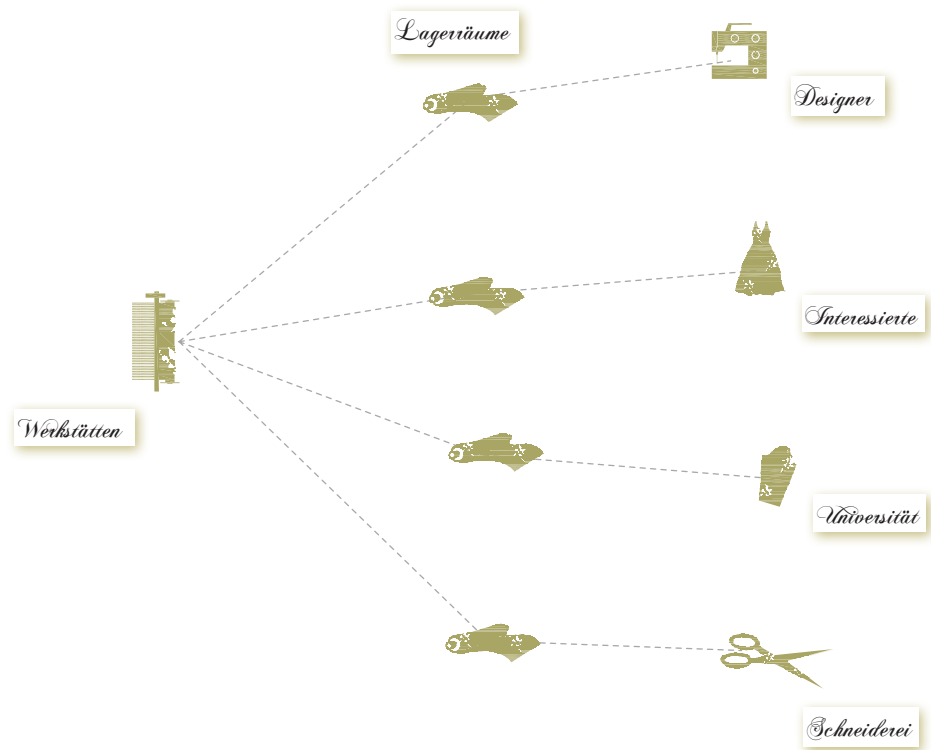 Lagerräume
Designer
Interessierte
Werkstätten
Universität
Schneiderei